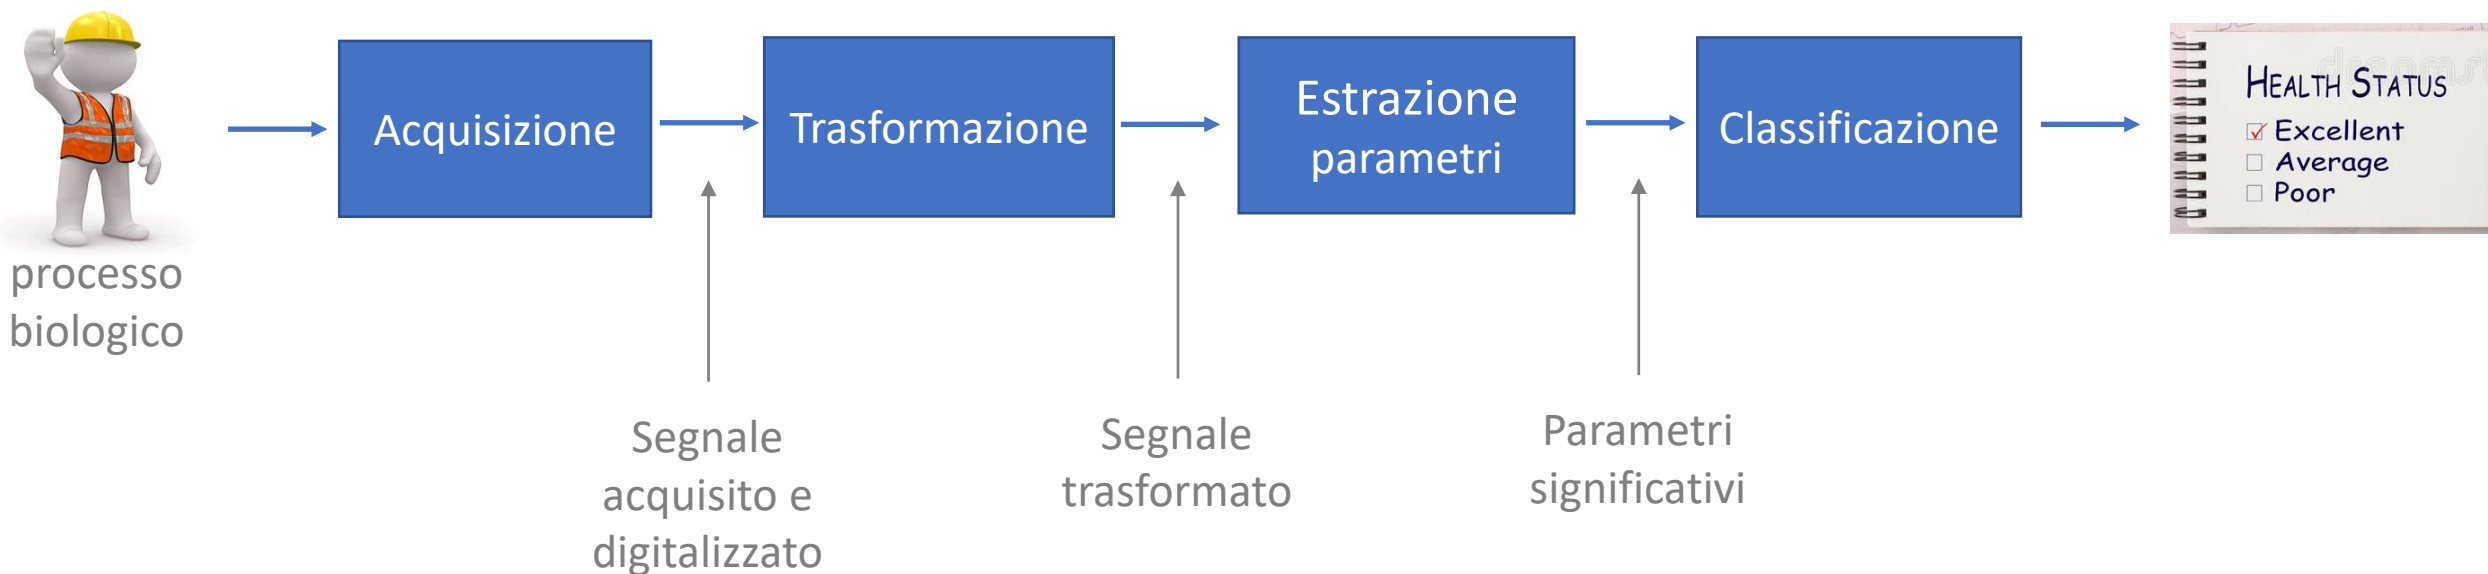 processo
biologico
Acquisizione
Trasformazione
Estrazione
parametri
Classificazione
HEALTH STATUS
Excellent
Average
Poor
Segnale
acquisito e
digitalizzato
Segnale
trasformato
Parametri
significativi